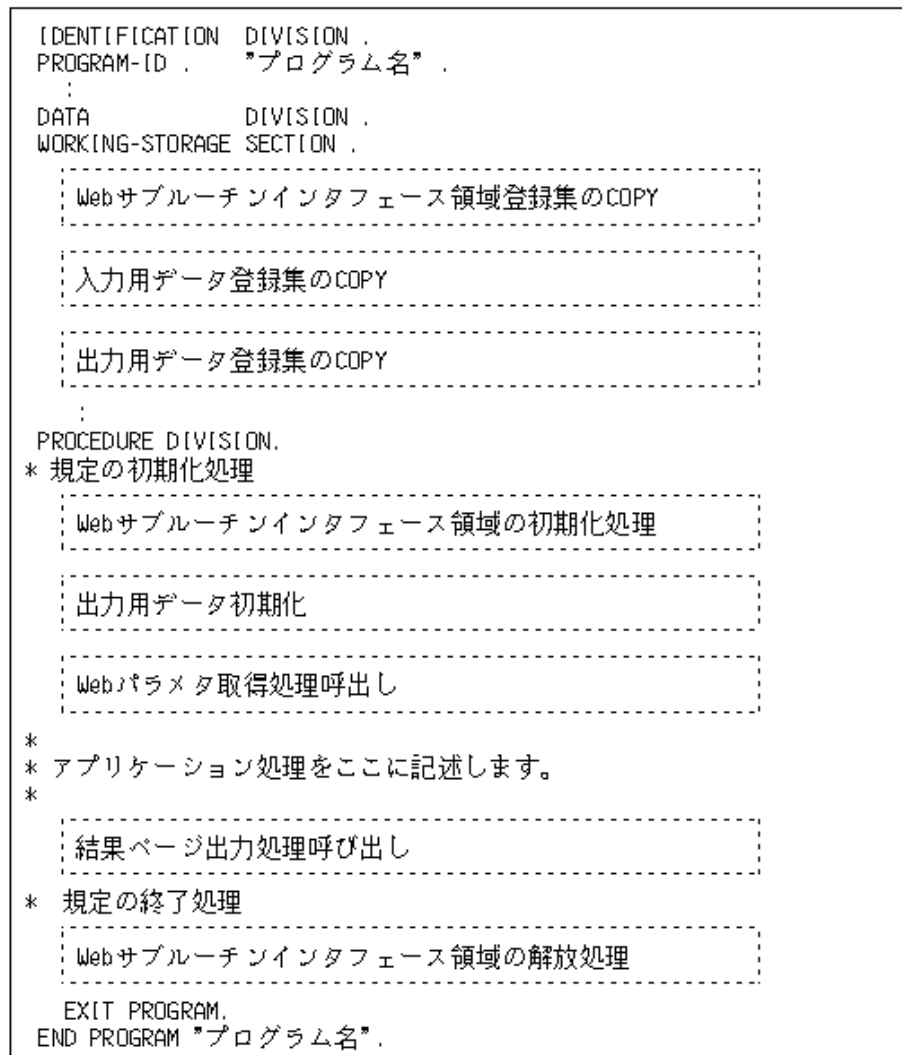 IDENTIFICATION DIVISION .
PROGRAM-ID . "プログラム名" .
:
DATA DIVISION .
WORKING-STORAGE SECTION .
Webサブルーチンインタフェース領域登録集のCOPY
入力用データ登録集のCOPY
出力用データ登録集のCOPY
:
PROCEDURE DIVISION.
* 規定の初期化処理
Webサブルーチンインタフェース領域の初期化処理
出力用データ初期化
Webパラメタ取得処理呼出し
*
* アプリケーション処理をここに記述します。
*
結果ページ出力処理呼び出し
* 規定の終了処理
Webサブルーチンインタフェース領域の解放処理
EXIT PROGRAM.
END PROGRAM "プログラム名".